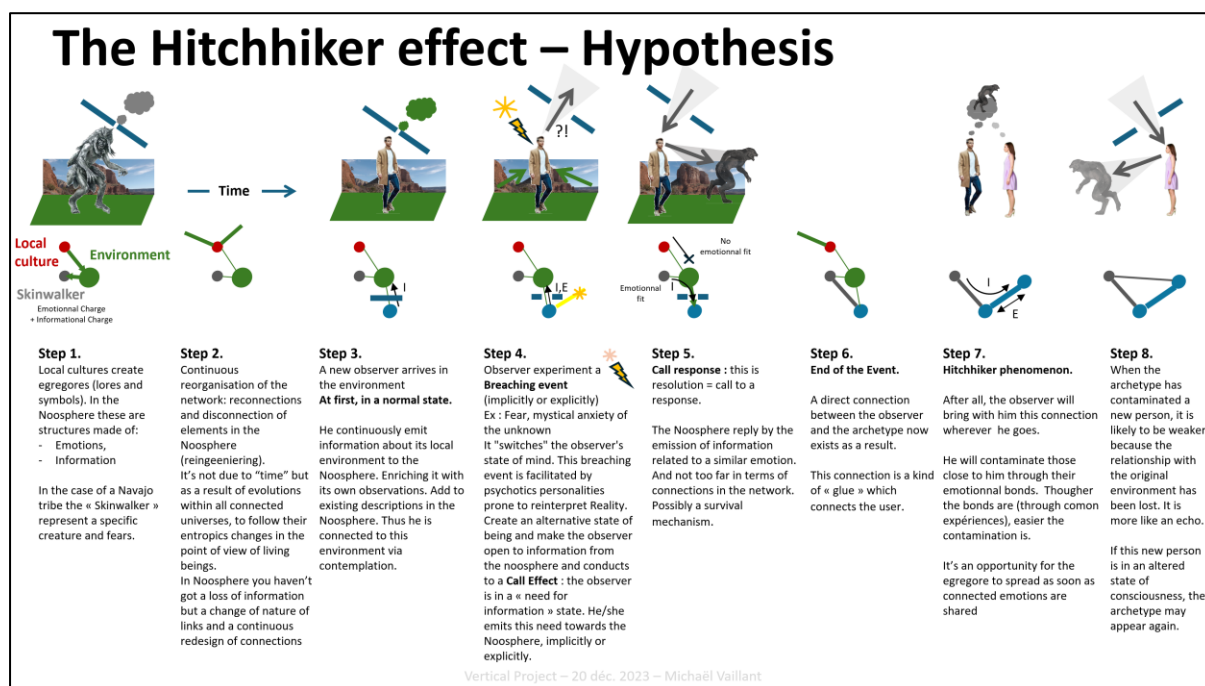 The Hitchhiker effect – Hypothesis
Time
?!
Local
culture
Environment
Skinwalker
Emotionnal Charge
+ Informational Charge
I
I,E
No
emotionnal fit
Emotionnal
fit
I
I
E
Step 1.
Local cultures create
egregores (lores and
symbols). In the
Noosphere these are
structures made of:
- Emotions,
- Information
In the case of a Navajo
tribe the « Skinwalker »
represent a specific
creature and fears.
Step 2.
Continuous
reorganisation of the
network: reconnections
and disconnection of
elements in the
Noosphere
(reingeeniering).
It's not due to "time" but
as a result of evolutions
within all connected
universes, to follow their
entropics changes in the
point of view of living
beings.
In Noosphere you haven't
got a loss of information
but a change of nature of
links and a continuous
redesign of connections
Step 3.
A new observer arrives in
the environment
At first, in a normal state.
He continuously emit
information about its local
environment to the
Noosphere. Enriching it with
its own observations. Add to
existing descriptions in the
Noosphere. Thus he is
connected to this
environment via
contemplation.
Step 4.
Observer experiment a
Breaching event
(implicitly or explicitly)
Ex : Fear, mystical anxiety of
the unknown
It "switches" the observer's
state of mind. This breaching
event is facilitated by
psychotics personalities
prone to reinterpret Reality.
Create an alternative state of
being and make the observer
open to information from
the noosphere and conducts
to a Call Effect : the observer
is in a « need for
information » state. He/she
emits this need towards the
Noosphere, implicitly or
explicitly.
Step 5.
Call response : this is
resolution = call to a
response.
The Noosphere reply by the
emission of information
related to a similar emotion.
And not too far in terms of
connections in the network.
Possibly a survival
mechanism.
Step 6.
End of the Event.
A direct connection
between the observer
and the archetype now
exists as a result.
This connection is a kind
of « glue » which
connects the user.
Step 7.
Hitchhiker phenomenon.
After all, the observer will
bring with him this connection
wherever he goes.
He will contaminate those
close to him through their
emotionnal bonds. Thougher
the bonds are (through comon
expériences), easier the
contamination is.
It's an opportunity for the
egregore to spread as soon as
connected emotions are
shared
Step 8.
When the
archetype has
contaminated a
new person, it is
likely to be weaker
because the
relationship with
the original
environment has
been lost. It is
more like an echo.
If this new person
is in an altered
state of
consciousness, the
archetype may
appear again.
Vertical Project – 20 déc. 2023 – Michaël Vaillant